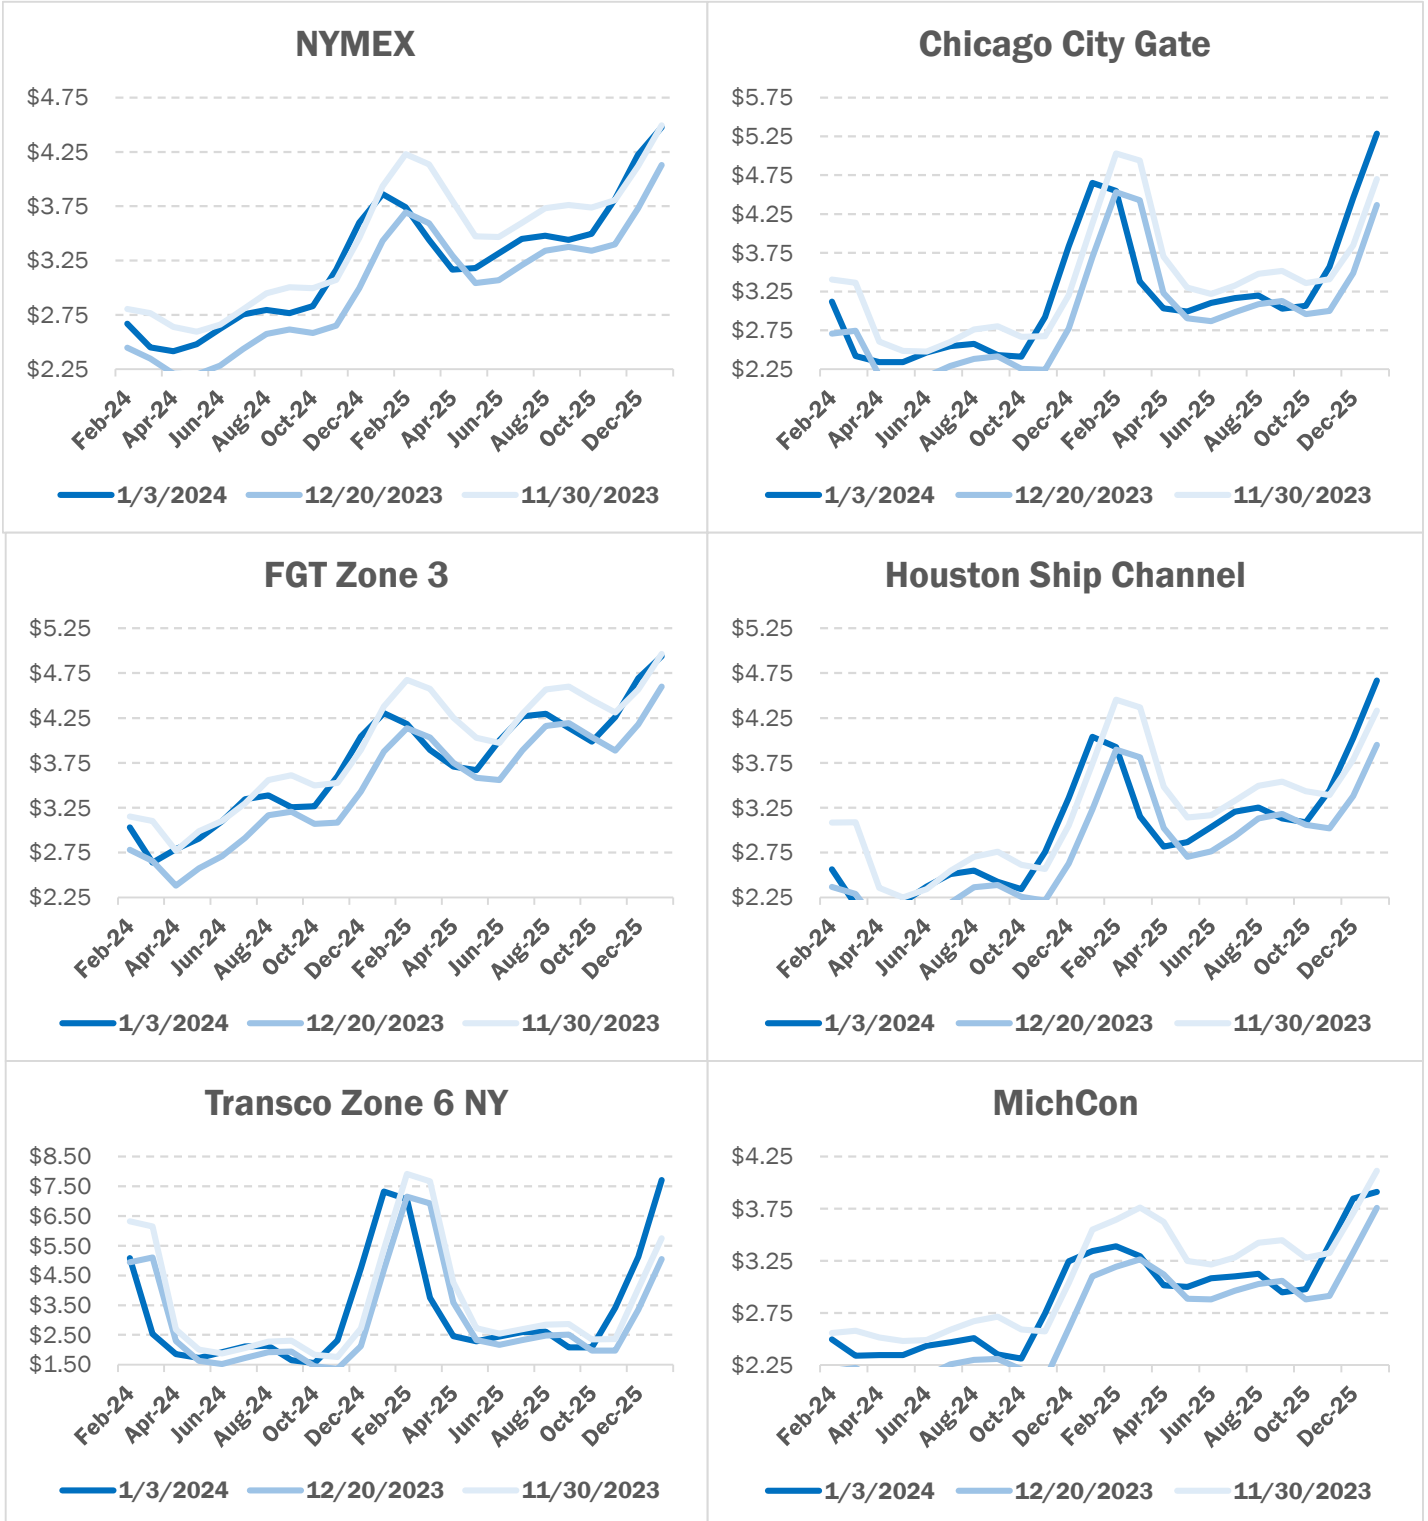 NYMEX
$4.75
$4.25
$3.75
$3.25
$2.75
$2.25
Feb-24 Apr-24 Jun-24 Aug-24 Oct-24 Dec-24 Feb-25 Apr-25 Jun-25 Aug-25 Oct-25 Dec-25
1/3/2024 12/20/2023 11/30/2023
Chicago City Gate
$5.75
$5.25
$4.75
$4.25
$3.75
$3.25
$2.75
$2.25
Feb-24 Apr-24 Jun-24 Aug-24 Oct-24 Dec-24 Feb-25 Apr-25 Jun-25 Aug-25 Oct-25 Dec-25
1/3/2024 12/20/2023 11/30/2023
FGT Zone 3
$5.25
$4.75
$4.25
$3.75
$3.25
$2.75
$2.25
Feb-24 Apr-24 Jun-24 Aug-24 Oct-24 Dec-24 Feb-25 Apr-25 Jun-25 Aug-25 Oct-25 Dec-25
1/3/2024 12/20/2023 11/30/2023
Houston Ship Channel
$5.25
$4.75
$4.25
$3.75
$3.25
$2.75
$2.25
Feb-24 Apr-24 Jun-24 Aug-24 Oct-24 Dec-24 Feb-25 Apr-25 Jun-25 Aug-25 Oct-25 Dec-25
1/3/2024 12/20/2023 11/30/2023
Transco Zone 6 NY
$8.50
$7.50
$6.50
$5.50
$4.50
$3.50
$2.50
$1.50
Feb-24 Apr-24 Jun-24 Aug-24 Oct-24 Dec-24 Feb-25 Apr-25 Jun-25 Aug-25 Oct-25 Dec-25
1/3/2024 12/20/2023 11/30/2023
MichCon
$4.25
$3.75
$3.25
$2.75
$2.25
Feb-24 Apr-24 Jun-24 Aug-24 Oct-24 Dec-24 Feb-25 Apr-25 Jun-25 Aug-25 Oct-25 Dec-25
1/3/2024 12/20/2023 11/30/2023